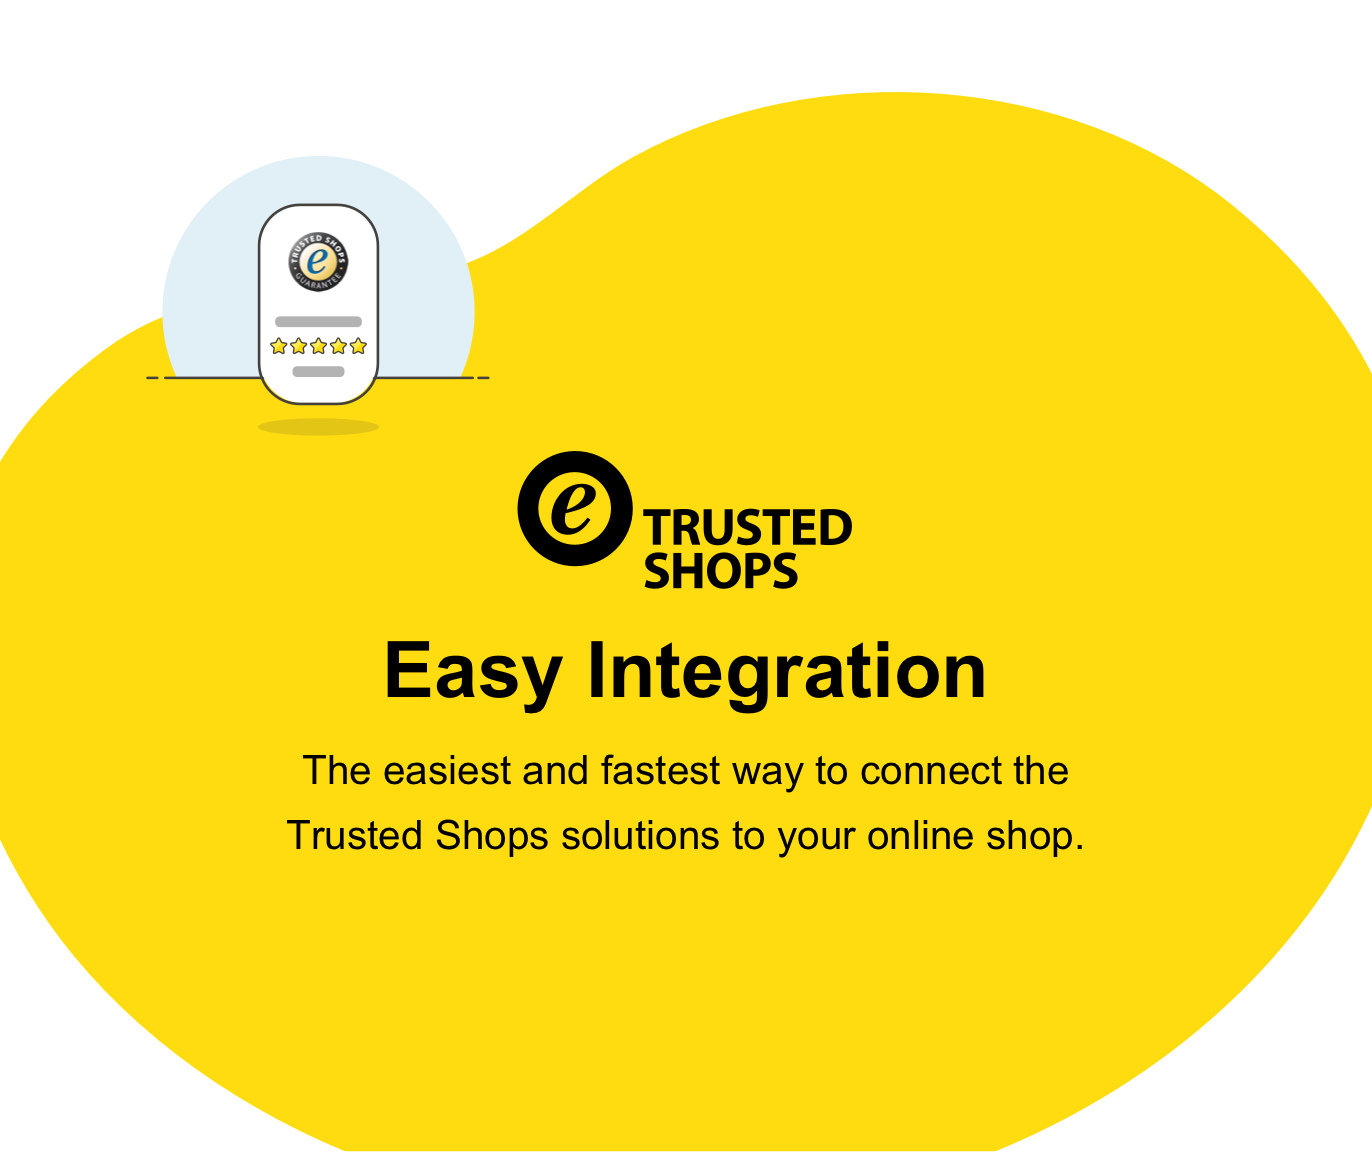 TRUSTED SHOPS
e
GUARANTEE
e TRUSTED
SHOPS
Easy Integration
The easiest and fastest way to connect the
Trusted Shops solutions to your online shop.